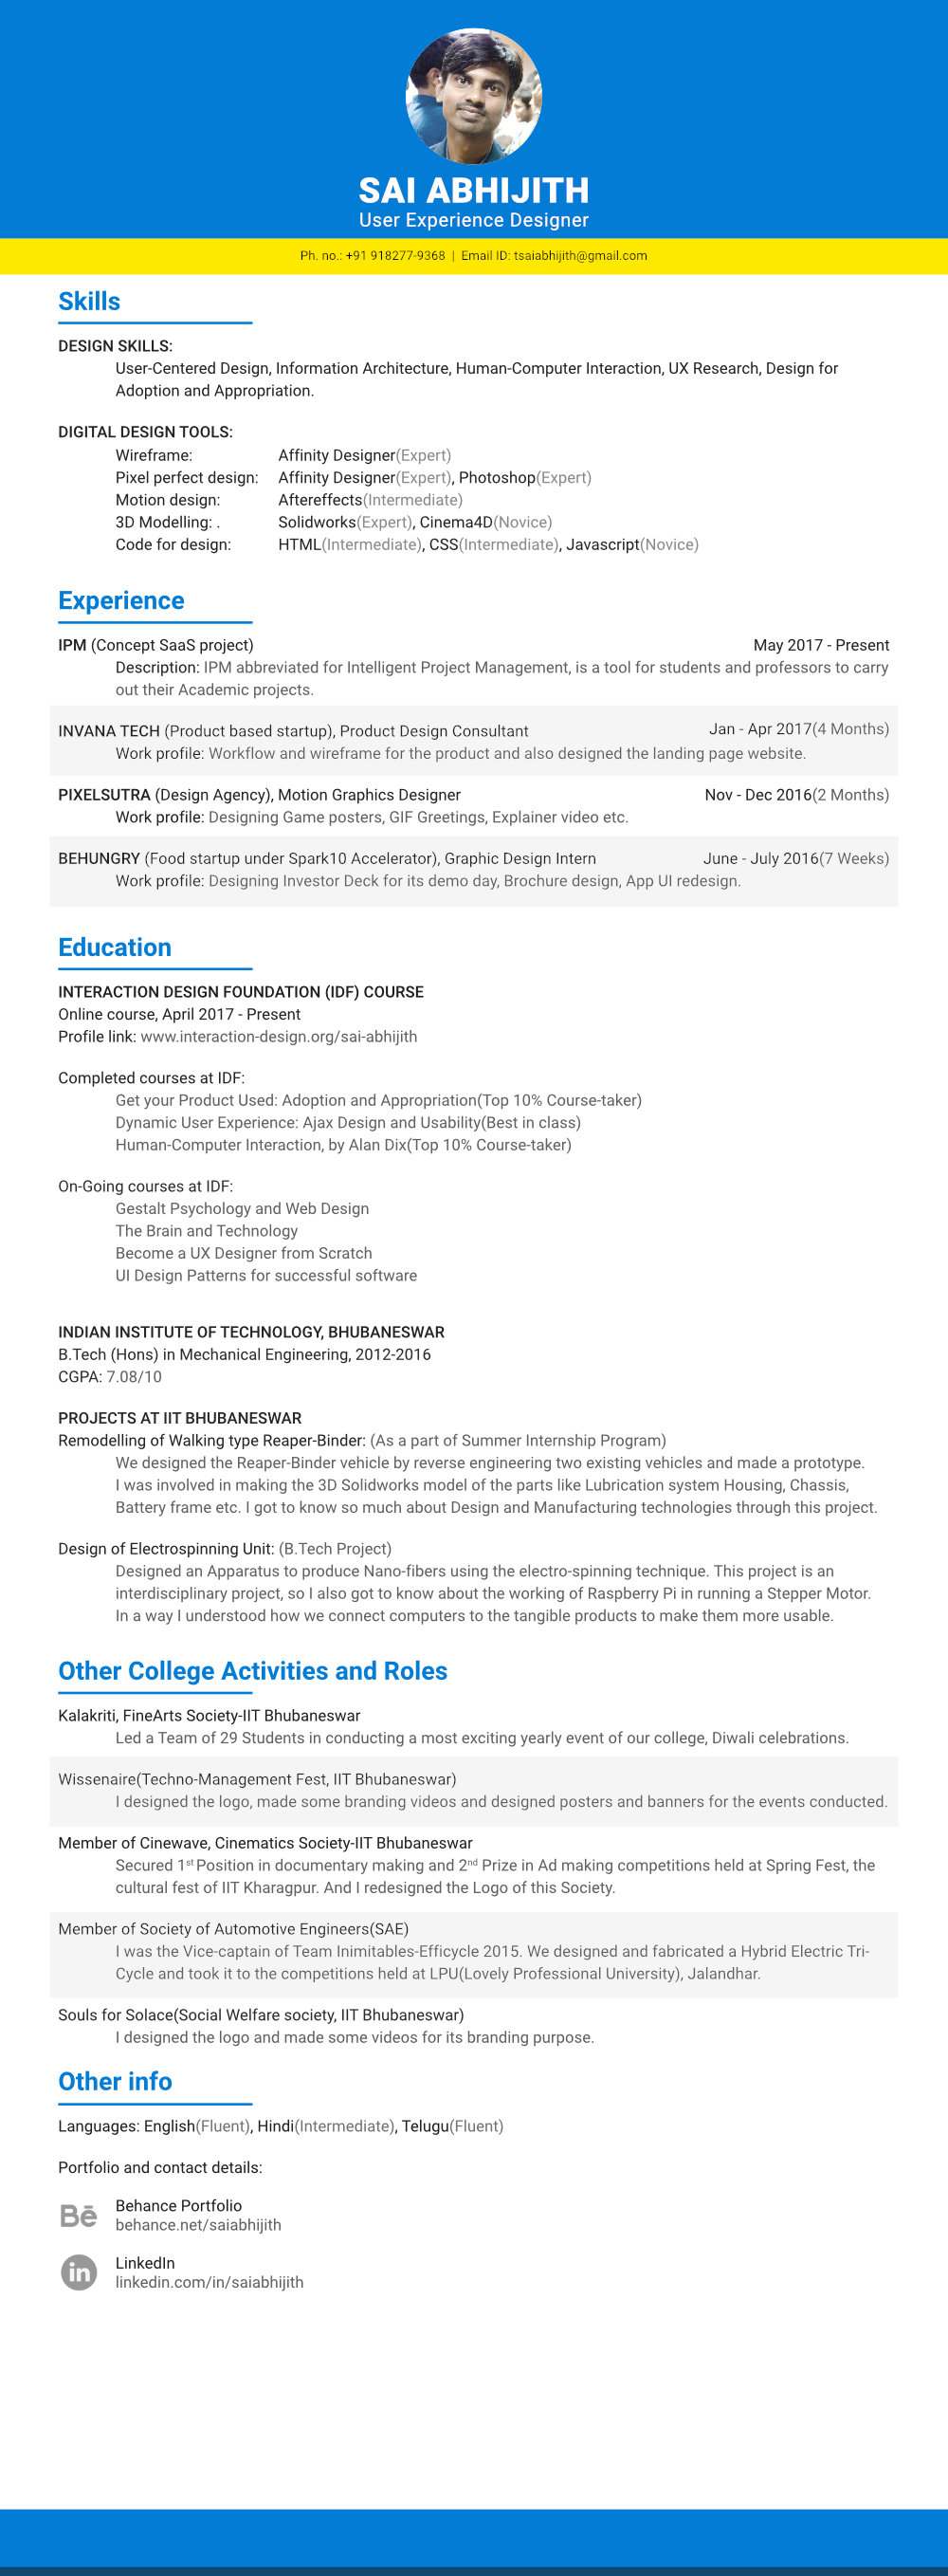 SAI ABHIJITH
User Experience Designer
Ph. no.: +91 918277-9368 | Email ID: tsaiabhijith@gmail.com
Skills
DESIGN SKILLS:
User-Centered Design, Information Architecture, Human-Computer Interaction, UX Research, Design for
Adoption and Appropriation.
DIGITAL DESIGN TOOLS:
Wireframe: Affinity Designer(Expert)
Pixel perfect design: Affinity Designer(Expert), Photoshop(Expert)
Motion design: Aftereffects(Intermediate)
3D Modelling: . Solidworks(Expert), Cinema4D(Novice)
Code for design: HTML(Intermediate), CSS(Intermediate), Javascript(Novice)
Experience
IPM (Concept SaaS project) May 2017 - Present
Description: IPM abbreviated for Intelligent Project Management, is a tool for students and professors to carry
out their Academic projects.
INVANA TECH (Product based startup), Product Design Consultant Jan - Apr 2017(4 Months)
Work profile: Workflow and wireframe for the product and also designed the landing page website.
PIXELSUTRA (Design Agency), Motion Graphics Designer Nov - Dec 2016(2 Months)
Work profile: Designing Game posters, GIF Greetings, Explainer video etc.
BEHUNGRY (Food startup under Spark10 Accelerator), Graphic Design Intern June - July 2016(7 Weeks)
Work profile: Designing Investor Deck for its demo day, Brochure design, App UI redesign.
Education
INTERACTION DESIGN FOUNDATION (IDF) COURSE
Online course, April 2017 - Present
Profile link: www.interaction-design.org/sai-abhijith
Completed courses at IDF:
Get your Product Used: Adoption and Appropriation(Top 10% Course-taker)
Dynamic User Experience: Ajax Design and Usability(Best in class)
Human-Computer Interaction, by Alan Dix(Top 10% Course-taker)
On-Going courses at IDF:
Gestalt Psychology and Web Design
The Brain and Technology
Become a UX Designer from Scratch
UI Design Patterns for successful software
INDIAN INSTITUTE OF TECHNOLOGY, BHUBANESWAR
B.Tech (Hons) in Mechanical Engineering, 2012-2016
CGPA: 7.08/10
PROJECTS AT IIT BHUBANESWAR
Remodelling of Walking type Reaper-Binder: (As a part of Summer Internship Program)
We designed the Reaper-Binder vehicle by reverse engineering two existing vehicles and made a prototype.
I was involved in making the 3D Solidworks model of the parts like Lubrication system Housing, Chassis,
Battery frame etc. I got to know so much about Design and Manufacturing technologies through this project.
Design of Electrospinning Unit: (B.Tech Project)
Designed an Apparatus to produce Nano-fibers using the electro-spinning technique. This project is an
interdisciplinary project, so I also got to know about the working of Raspberry Pi in running a Stepper Motor.
In a way I understood how we connect computers to the tangible products to make them more usable.
Other College Activities and Roles
Kalakriti, FineArts Society-IIT Bhubaneswar
Led a Team of 29 Students in conducting a most exciting yearly event of our college, Diwali celebrations.
Wissenaire(Techno-Management Fest, IIT Bhubaneswar)
I designed the logo, made some branding videos and designed posters and banners for the events conducted.
Member of Cinewave, Cinematics Society-IIT Bhubaneswar
Secured 1st Position in documentary making and 2nd Prize in Ad making competitions held at Spring Fest, the
cultural fest of IIT Kharagpur. And I redesigned the Logo of this Society.
Member of Society of Automotive Engineers(SAE)
I was the Vice-captain of Team Inimitables-Efficycle 2015. We designed and fabricated a Hybrid Electric Tri-
Cycle and took it to the competitions held at LPU(Lovely Professional University), Jalandhar.
Souls for Solace(Social Welfare society, IIT Bhubaneswar)
I designed the logo and made some videos for its branding purpose.
Other info
Languages: English(Fluent), Hindi(Intermediate), Telugu(Fluent)
Portfolio and contact details:
Bē
Behance Portfolio
behance.net/saiabhijith
in
LinkedIn
linkedin.com/in/saiabhijith